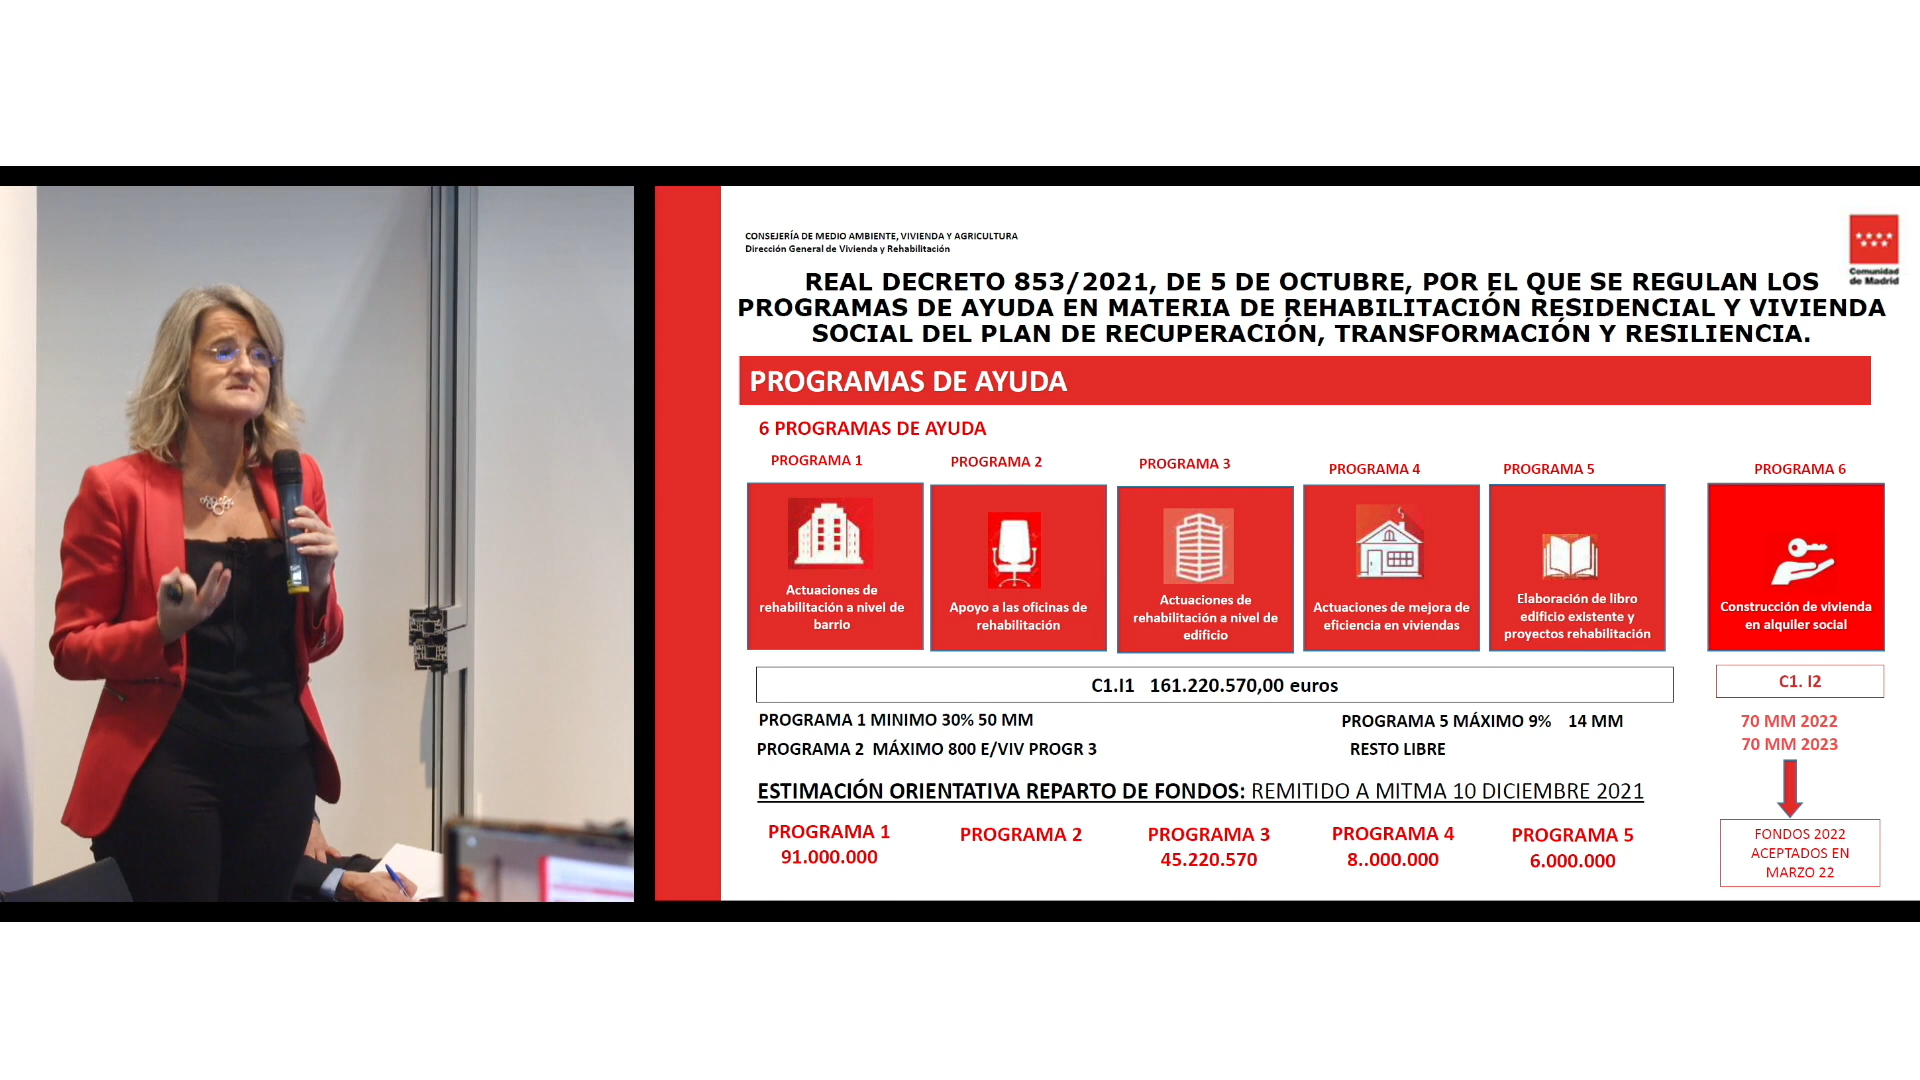 CONSEJERÍA DE MEDIO AMBIENTE, VIVIENDA Y AGRICULTURA
Dirección General de Vivienda y Rehabilitación
Comunidad
de Madrid
REAL DECRETO 853/2021, DE 5 DE OCTUBRE, POR EL QUE SE REGULAN LOS
PROGRAMAS DE AYUDA EN MATERIA DE REHABILITACIÓN RESIDENCIAL Y VIVIENDA
SOCIAL DEL PLAN DE RECUPERACIÓN, TRANSFORMACIÓN Y RESILIENCIA.
PROGRAMAS DE AYUDA
6 PROGRAMAS DE AYUDA
PROGRAMA 1
Actuaciones de
rehabilitación a nivel de
barrio
PROGRAMA 2
Apoyo a las oficinas de
rehabilitación
PROGRAMA 3
Actuaciones de
rehabilitación a nivel de
edificio
PROGRAMA 4
Actuaciones de mejora de
eficiencia en viviendas
PROGRAMA 5
Elaboración de libro
edificio existente y
proyectos rehabilitación
PROGRAMA 6
Construcción de vivienda
en alquiler social
C1.I1 161.220.570,00 euros
C1. I2
PROGRAMA 1 MINIMO 30% 50 MM
PROGRAMA 5 MÁXIMO 9% 14 MM
PROGRAMA 2 MÁXIMO 800 E/VIV PROGR 3
RESTO LIBRE
70 MM 2022
70 MM 2023
ESTIMACIÓN ORIENTATIVA REPARTO DE FONDOS: REMITIDO A MITMA 10 DICIEMBRE 2021
PROGRAMA 1
91.000.000
PROGRAMA 2
PROGRAMA 3
45.220.570
PROGRAMA 4
8..000.000
PROGRAMA 5
6.000.000
FONDOS 2022
ACEPTADOS EN
MARZO 22